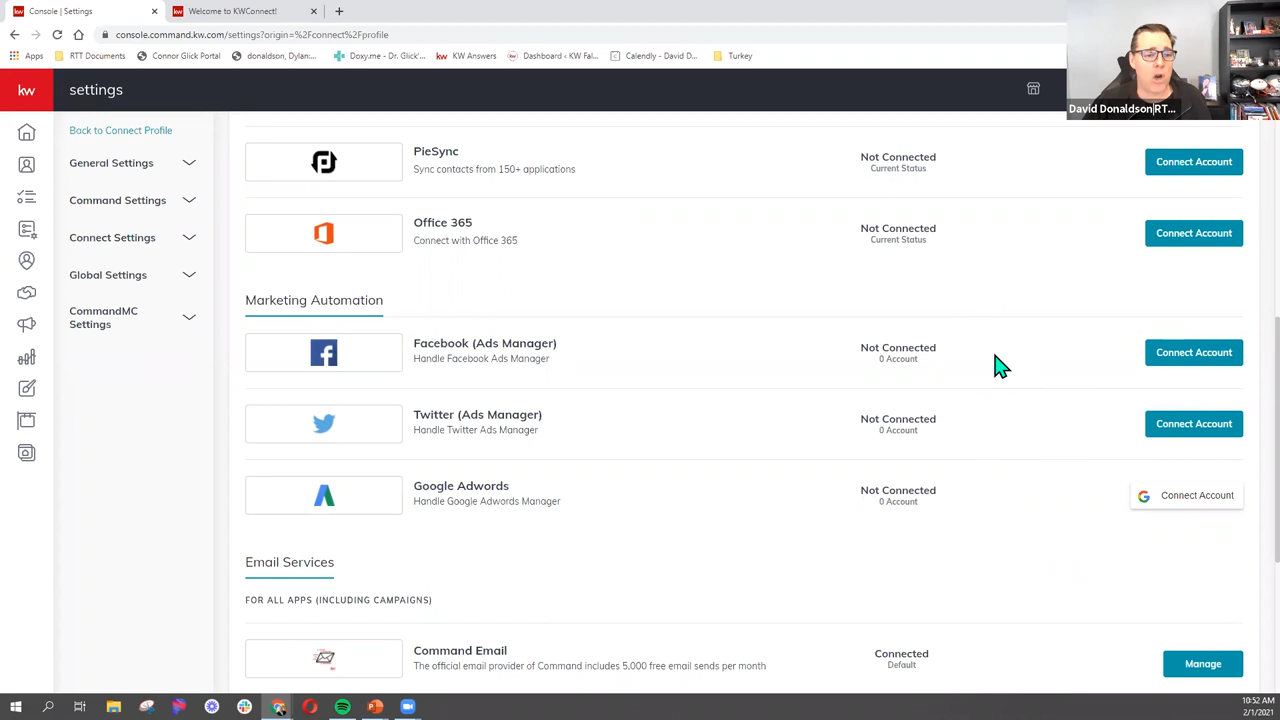 Console | Settings
Welcome to KWConnect!
console.command.kw.com/settings?origin=%2Fconnect%2Fprofile
Apps
RTT Documents
Connor Glick Portal
donaldson, Dylan:...
Doxy.me - Dr. Glick'...
KW Answers
Dashboard ‹ KW Fal...
Calendly - David D...
Turkey
David Donaldson|RT...
kw
settings
Back to Connect Profile
General Settings
Command Settings
Connect Settings
Global Settings
CommandMC
Settings
PieSync
Sync contacts from 150+ applications
Not Connected
Current Status
Connect Account
Office 365
Connect with Office 365
Not Connected
Current Status
Connect Account
Marketing Automation
Facebook (Ads Manager)
Handle Facebook Ads Manager
Not Connected
0 Account
Connect Account
Twitter (Ads Manager)
Handle Twitter Ads Manager
Not Connected
0 Account
Connect Account
Google Adwords
Handle Google Adwords Manager
Not Connected
0 Account
Connect Account
Email Services
FOR ALL APPS (INCLUDING CAMPAIGNS)
Command Email
The official email provider of Command includes 5,000 free email sends per month
Connected
Default
Manage
10:52 AM
2/1/2021